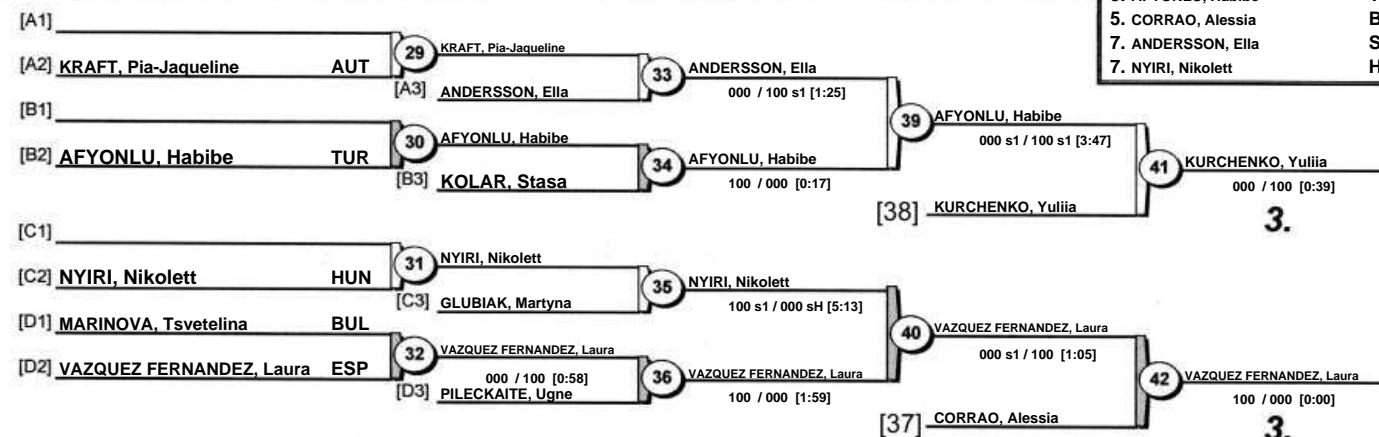 5. CORRAO, Alessia B
7. ANDERSSON, Ella S
7. NYIRI, Nikolett H
[A1]
[A2] KRAFT, Pia-Jaqueline AUT
29
KRAFT, Pia-Jaqueline
[A3] ANDERSSON, Ella
33
ANDERSSON, Ella
000 / 100 s1 [1:25]
[B1]
[B2] AFYONLU, Habibe TUR
30
AFYONLU, Habibe
[B3] KOLAR, Stasa
34
AFYONLU, Habibe
100 / 000 [0:17]
39
AFYONLU, Habibe
000 s1 / 100 s1 [3:47]
[38] KURCHENKO, Yuliia
41
KURCHENKO, Yuliia
000 / 100 [0:39]
3.
[C1]
[C2] NYIRI, Nikolett HUN
31
NYIRI, Nikolett
[C3] GLUBIAK, Martyna
35
NYIRI, Nikolett
100 s1 / 000 sH [5:13]
[D1] MARINOVA, Tsvetelina BUL
[D2] VAZQUEZ FERNANDEZ, Laura ESP
32
VAZQUEZ FERNANDEZ, Laura
000 / 100 [0:58]
[D3] PILECKAITE, Ugne
36
VAZQUEZ FERNANDEZ, Laura
100 / 000 [1:59]
40
VAZQUEZ FERNANDEZ, Laura
000 s1 / 100 [1:05]
[37] CORRAO, Alessia
42
VAZQUEZ FERNANDEZ, Laura
100 / 000 [0:00]
3.